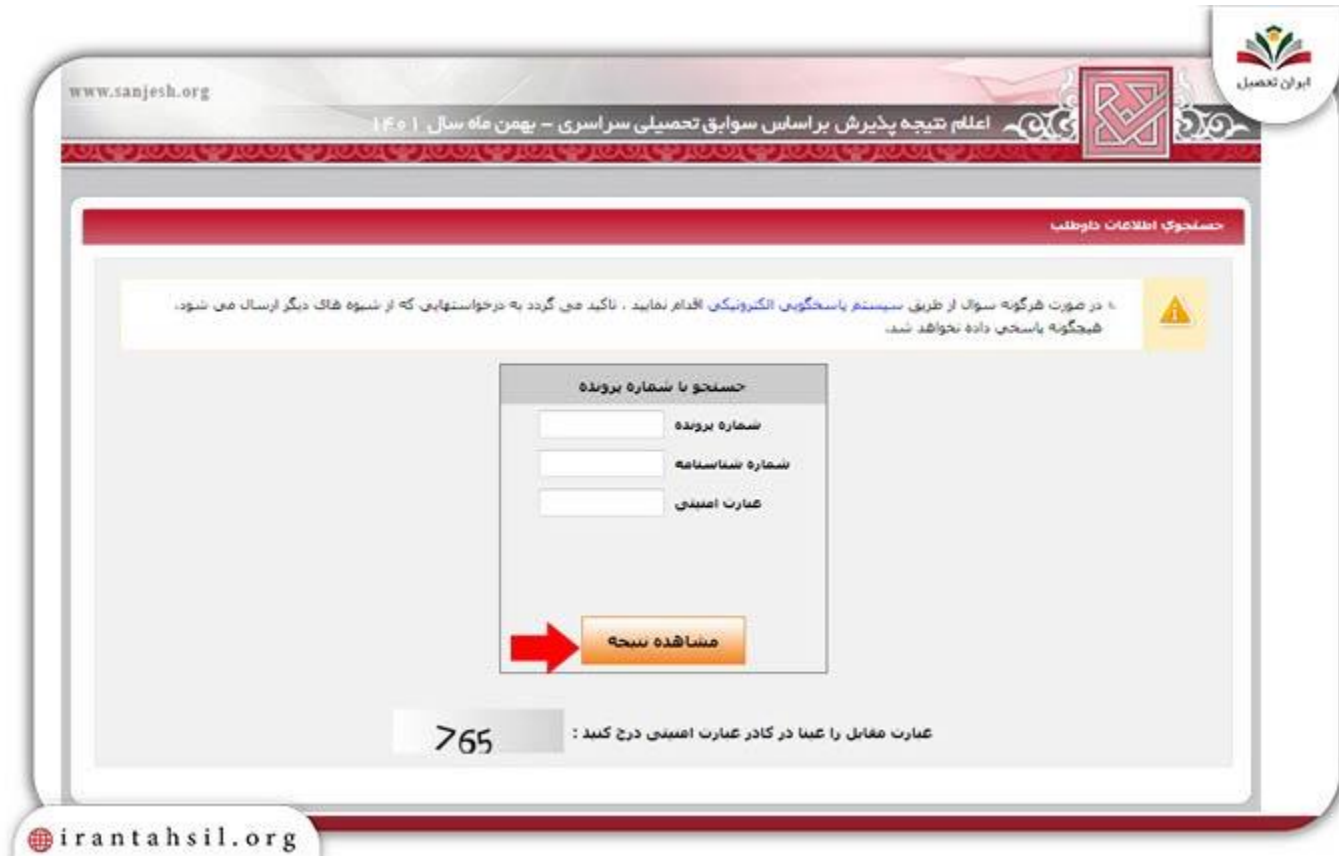 ایران تحصیل
www.sanjesh.org
اعلام نتیجه پذیرش براساس سوابق تحصیلی سراسری – بهمن ماه سال ۱۴۰۱
جستجوي اطلاعات داوطلب
در صورت هرگونه سوال از طریق سیستم پاسخگویی الکترونیکی اقدام نمایید ، تاکید می گردد به درخواستهایی که از شیوه های دیگر ارسال می شود،
هیچگونه پاسخی داده نخواهد شد.
جستجو با شماره پرونده
شماره پرونده
شماره شناسنامه
عبارت امنیتی
مشاهده نتیجه
عبارت مقابل را عینا در کادر عبارت امنیتی درج کنید :
765
irantahsil.org